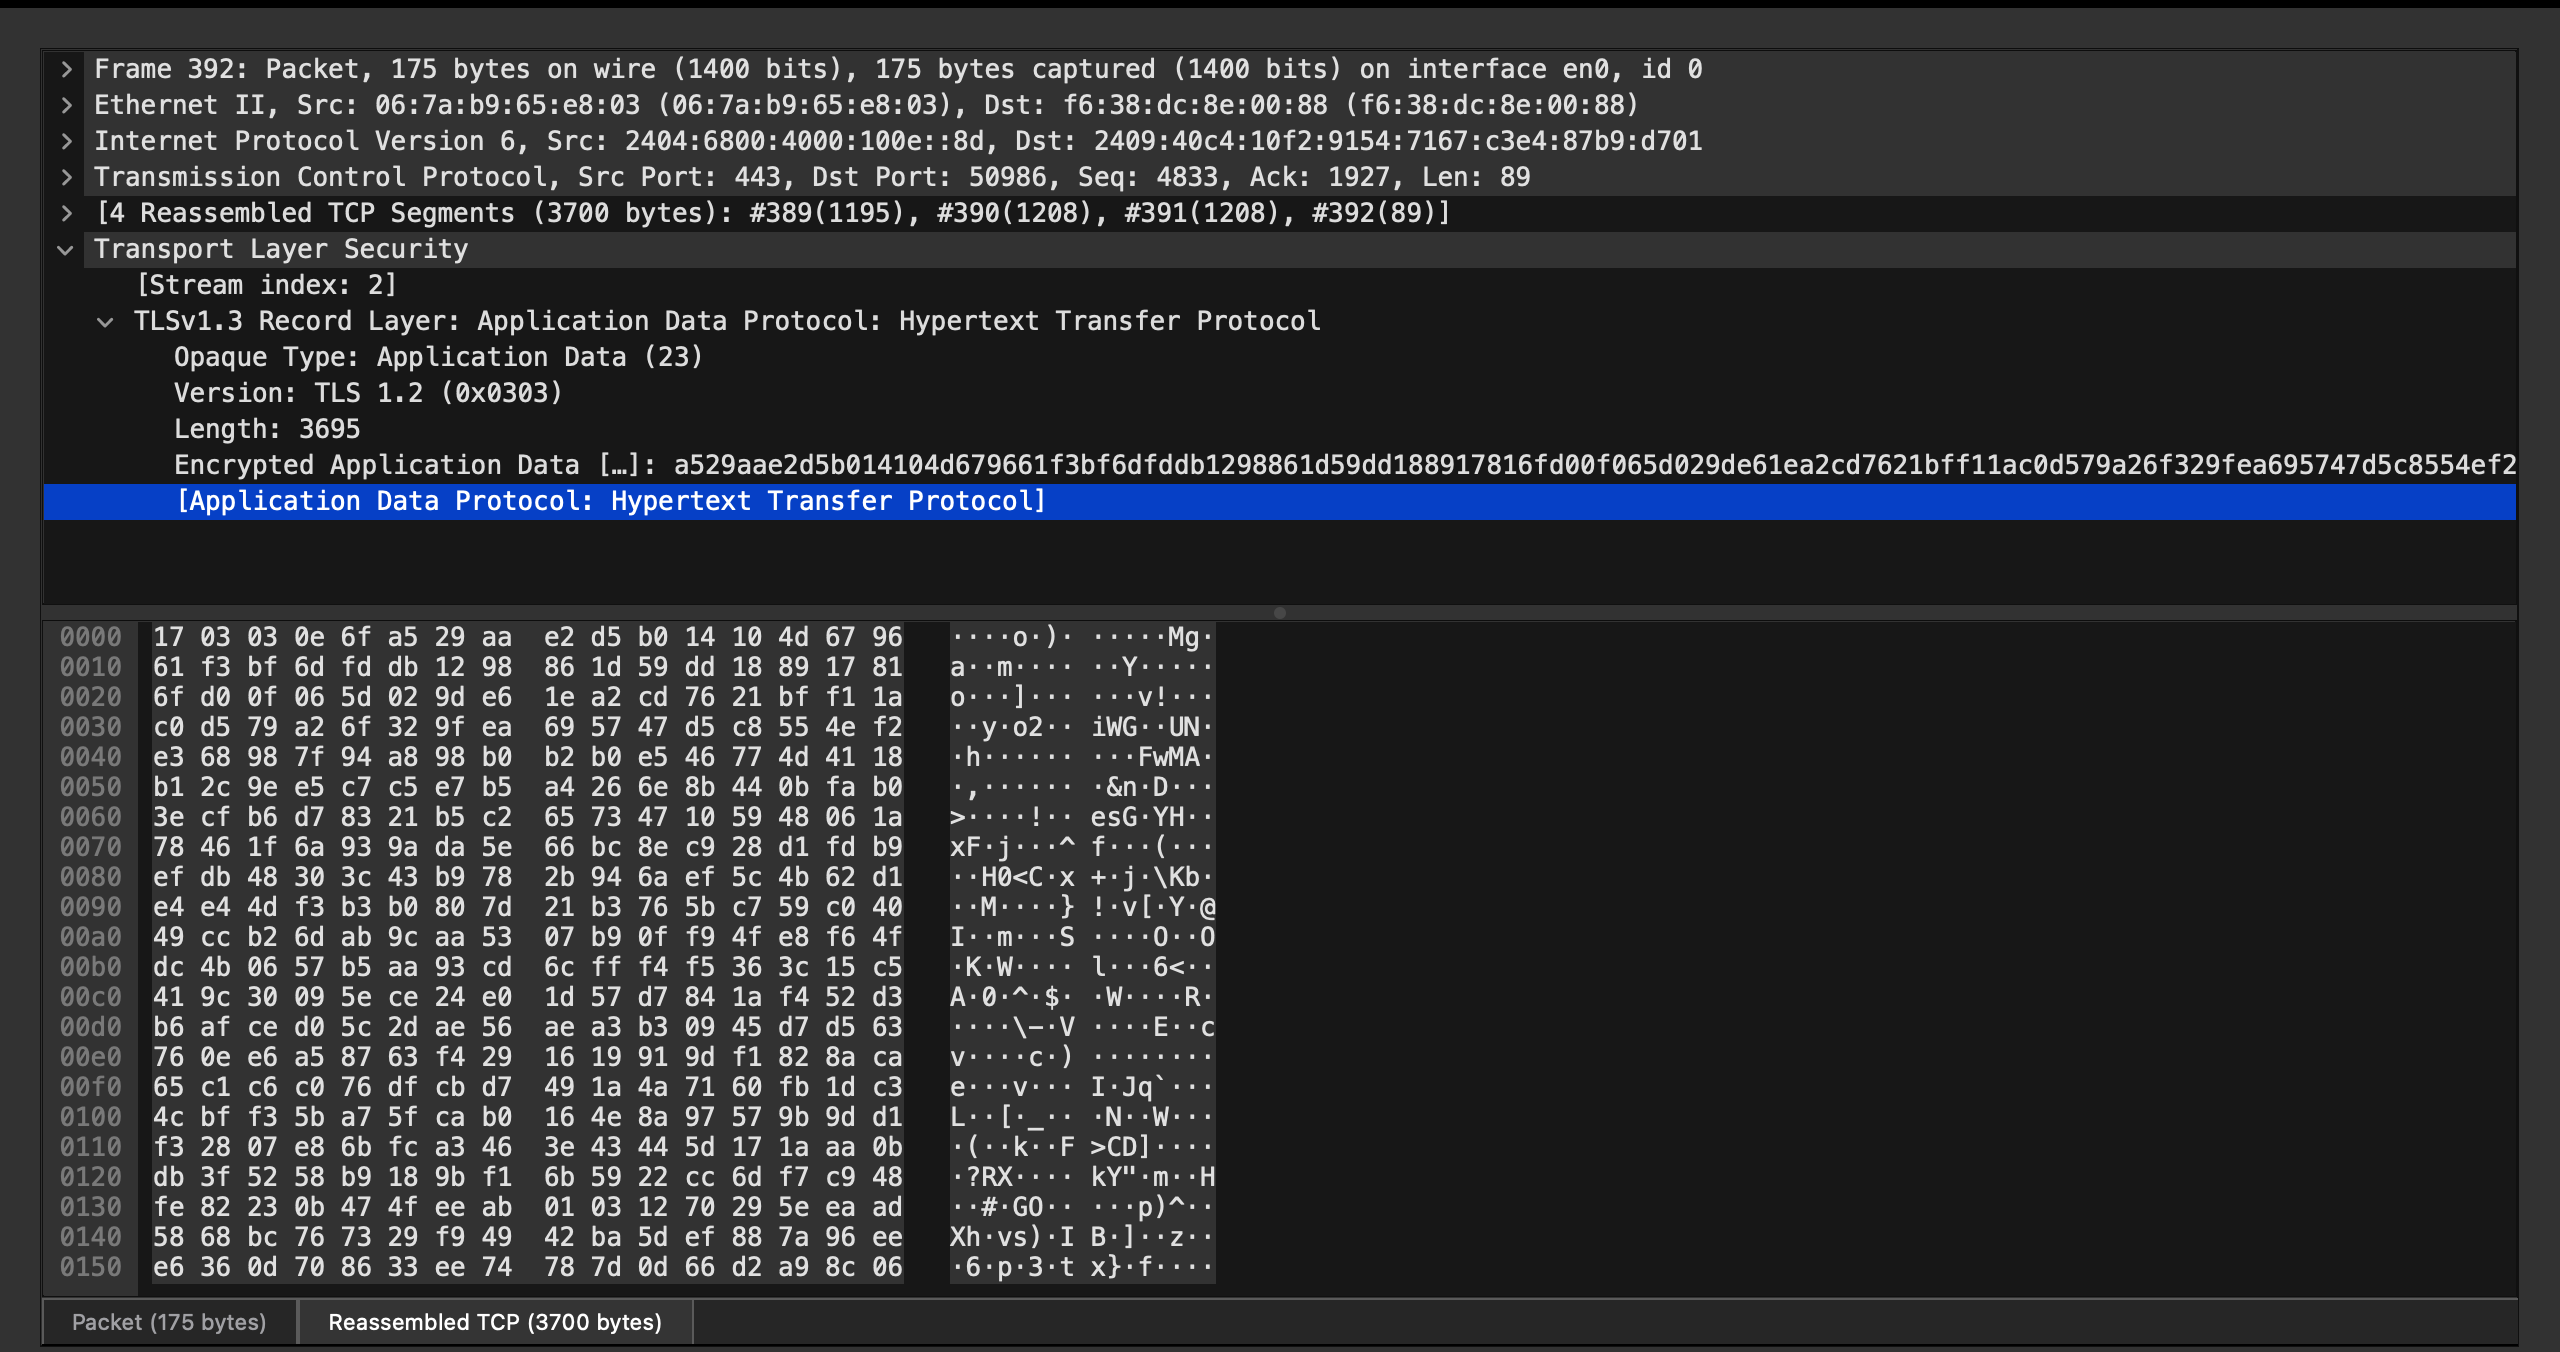 Frame 392: Packet, 175 bytes on wire (1400 bits), 175 bytes captured (1400 bits) on interface en0, id 0
Ethernet II, Src: 06:7a:b9:65:e8:03 (06:7a:b9:65:e8:03), Dst: f6:38:dc:8e:00:88 (f6:38:dc:8e:00:88)
Internet Protocol Version 6, Src: 2404:6800:4000:100e::8d, Dst: 2409:40c4:10f2:9154:7167:c3e4:87b9:d701
Transmission Control Protocol, Src Port: 443, Dst Port: 50986, Seq: 4833, Ack: 1927, Len: 89
[4 Reassembled TCP Segments (3700 bytes): #389(1195), #390(1208), #391(1208), #392(89)]
Transport Layer Security
[Stream index: 2]
TLSv1.3 Record Layer: Application Data Protocol: Hypertext Transfer Protocol
Opaque Type: Application Data (23)
Version: TLS 1.2 (0x0303)
Length: 3695
Encrypted Application Data […]: a529aae2d5b014104d679661f3bf6dfddb1298861d59dd188917816fd00f065d029de61ea2cd7621bff11ac0d579a26f329fea695747d5c8554ef2
[Application Data Protocol: Hypertext Transfer Protocol]
0000 17 03 03 0e 6f a5 29 aa e2 d5 b0 14 10 4d 67 96 ····o·)· ·····Mg·
0010 61 f3 bf 6d fd db 12 98 86 1d 59 dd 18 89 17 81 a··m···· ··Y·····
0020 6f d0 0f 06 5d 02 9d e6 1e a2 cd 76 21 bf f1 1a o···]··· ···v!···
0030 c0 d5 79 a2 6f 32 9f ea 69 57 47 d5 c8 55 4e f2 ··y·o2·· iWG··UN·
0040 e3 68 98 7f 94 a8 98 b0 b2 b0 e5 46 77 4d 41 18 ·h······ ···FwMA·
0050 b1 2c 9e e5 c7 c5 e7 b5 a4 26 6e 8b 44 0b fa b0 ·,······ ·&n·D···
0060 3e cf b6 d7 83 21 b5 c2 65 73 47 10 59 48 06 1a >····!·· esG·YH··
0070 78 46 1f 6a 93 9a da 5e 66 bc 8e c9 28 d1 fd b9 xF·j···^ f···(···
0080 ef db 48 30 3c 43 b9 78 2b 94 6a ef 5c 4b 62 d1 ··H0<C·x +·j·\Kb·
0090 e4 e4 4d f3 b3 b0 80 7d 21 b3 76 5b c7 59 c0 40 ··M····} !·v[·Y·@
00a0 49 cc b2 6d ab 9c aa 53 07 b9 0f f9 4f e8 f6 4f I··m···S ····O··O
00b0 dc 4b 06 57 b5 aa 93 cd 6c ff f4 f5 36 3c 15 c5 ·K·W···· l···6<··
00c0 41 9c 30 09 5e ce 24 e0 1d 57 d7 84 1a f4 52 d3 A·0·^·$· ·W····R·
00d0 b6 af ce d0 5c 2d ae 56 ae a3 b3 09 45 d7 d5 63 ····\-·V ····E··c
00e0 76 0e e6 a5 87 63 f4 29 16 19 91 9d f1 82 8a ca v····c·) ········
00f0 65 c1 c6 c0 76 df cb d7 49 1a 4a 71 60 fb 1d c3 e···v··· I·Jq`···
0100 4c bf f3 5b a7 5f ca b0 16 4e 8a 97 57 9b 9d d1 L··[·_·· ·N··W···
0110 f3 28 07 e8 6b fc a3 46 3e 43 44 5d 17 1a aa 0b ·(··k··F >CD]····
0120 db 3f 52 58 b9 18 9b f1 6b 59 22 cc 6d f7 c9 48 ·?RX···· kY"·m··H
0130 fe 82 23 0b 47 4f ee ab 01 03 12 70 29 5e ea ad ··#·GO·· ···p)^··
0140 58 68 bc 76 73 29 f9 49 42 ba 5d ef 88 7a 96 ee Xh·vs)·I B·]··z··
0150 e6 36 0d 70 86 33 ee 74 78 7d 0d 66 d2 a9 8c 06 ·6·p·3·t x}·f····
Packet (175 bytes) Reassembled TCP (3700 bytes)